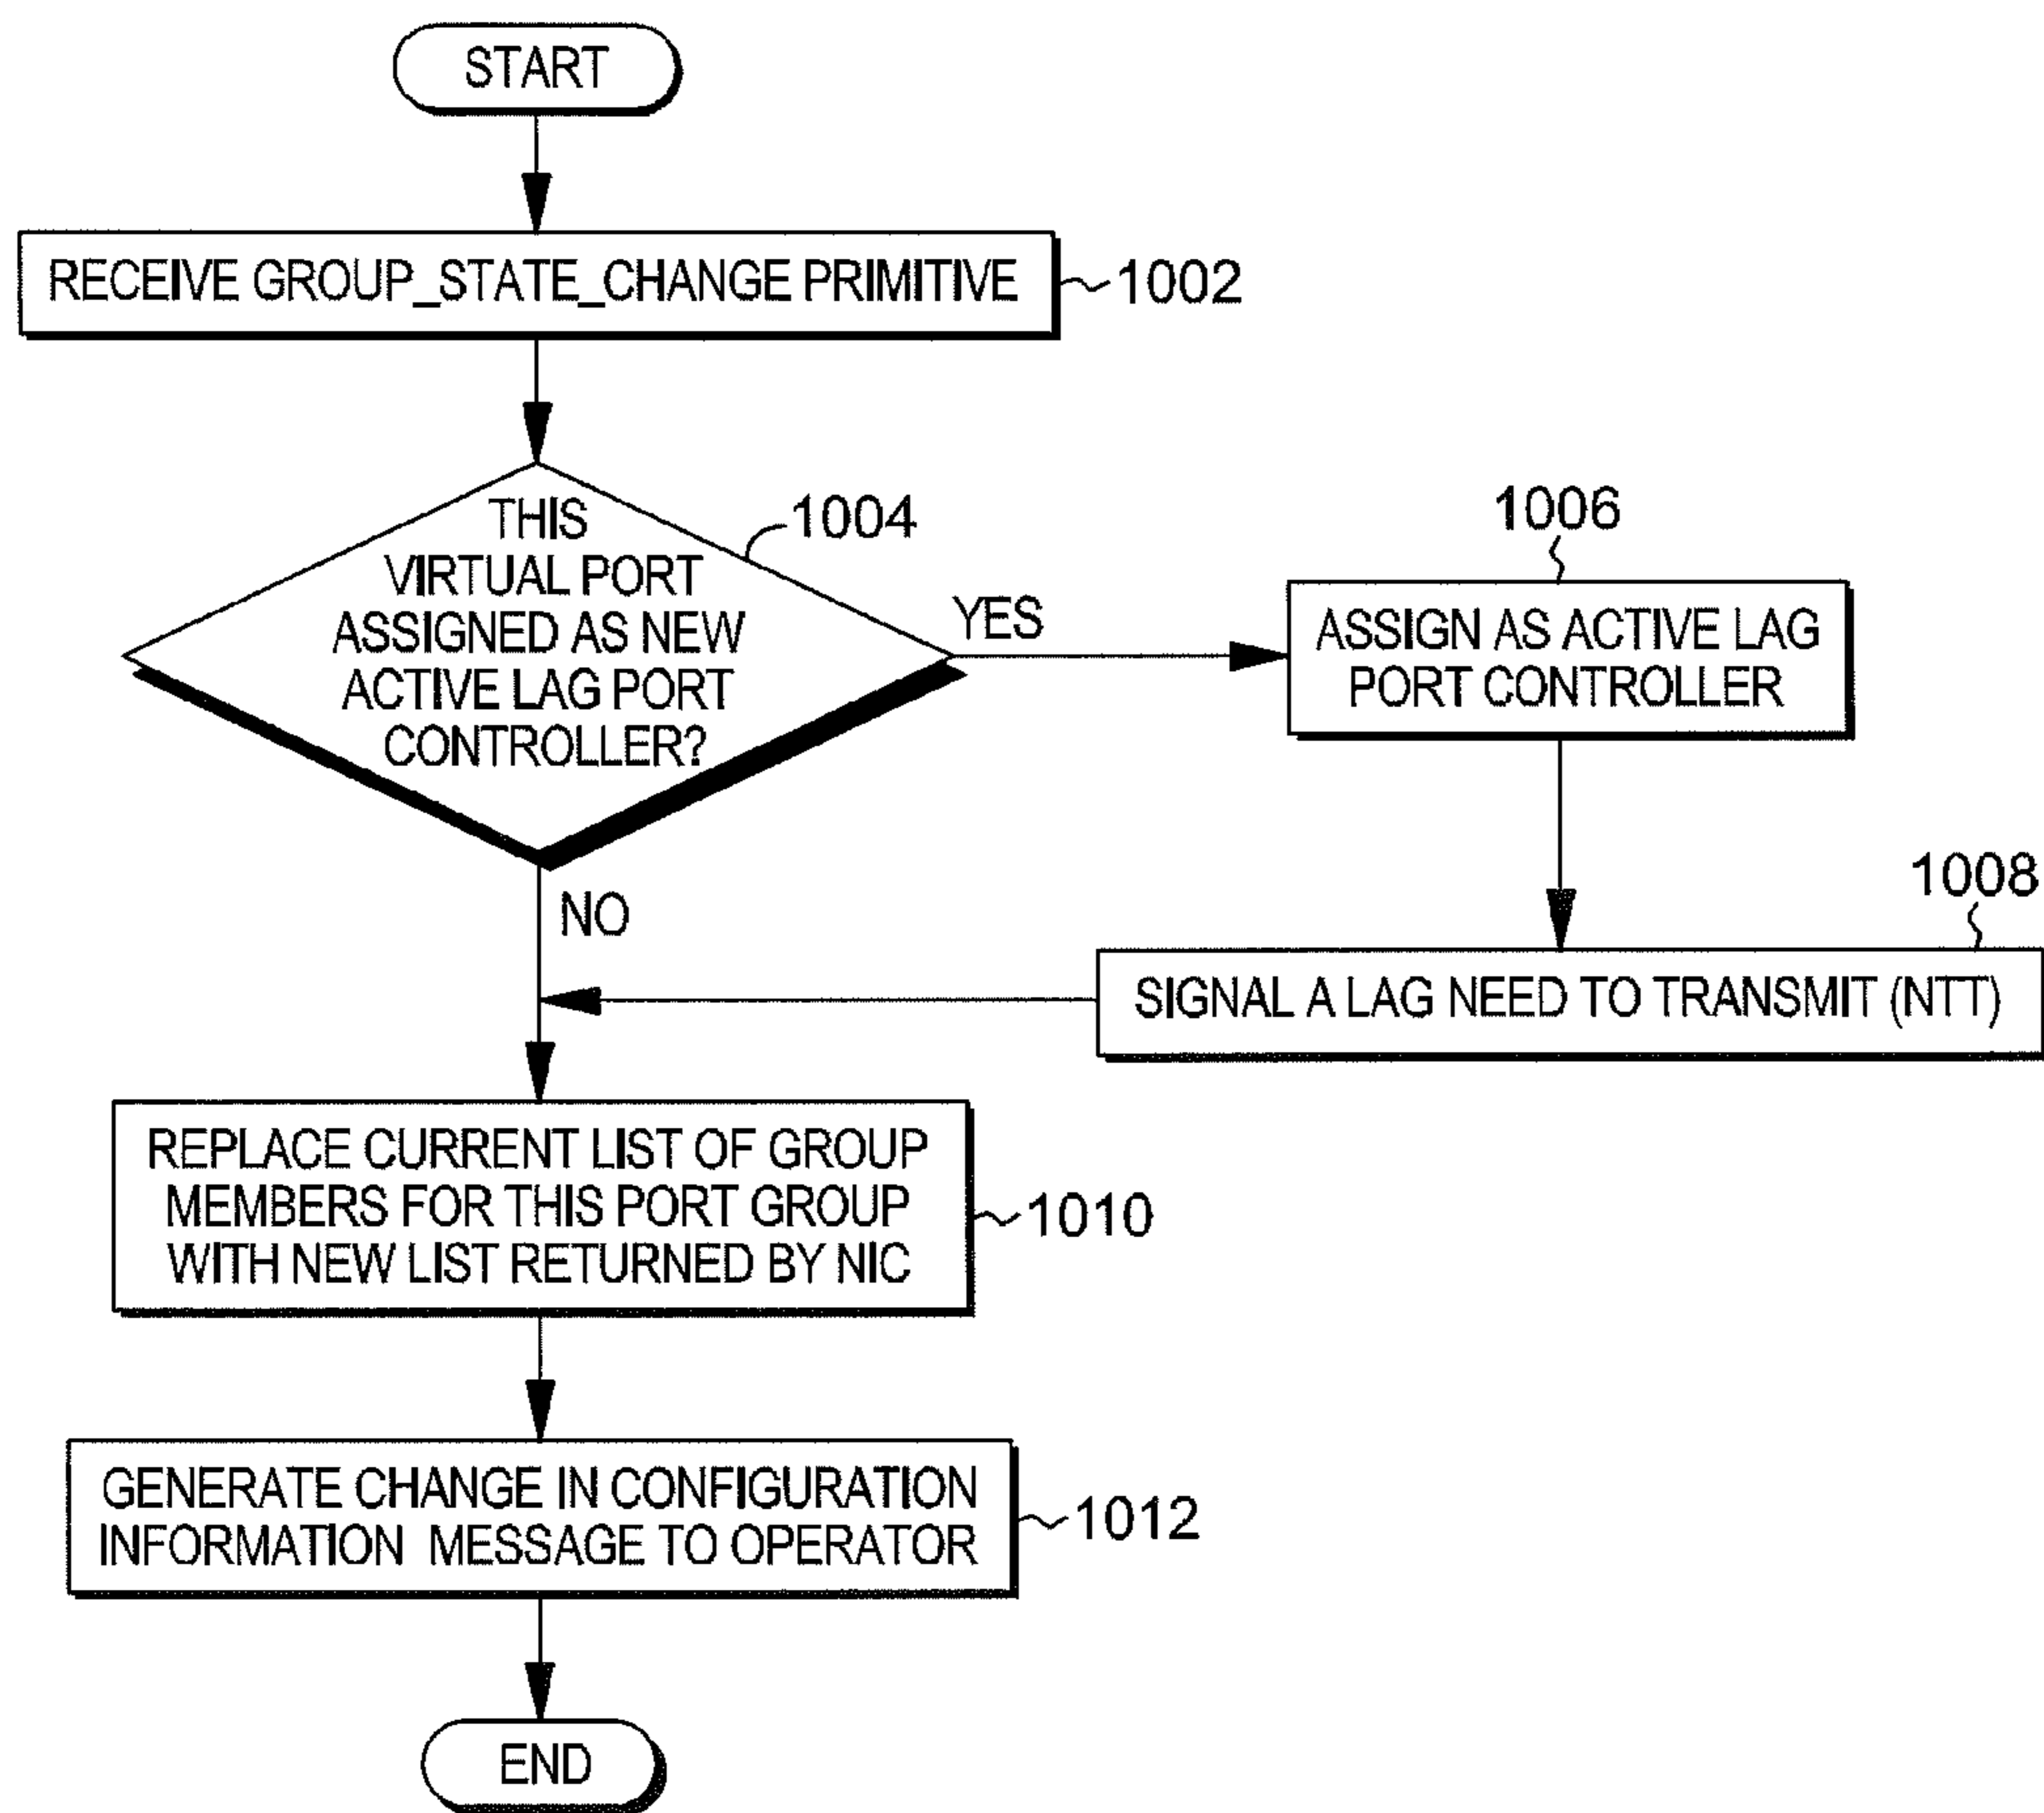 START
RECEIVE GROUP_STATE_CHANGE PRIMITIVE
1002
THIS
VIRTUAL PORT
ASSIGNED AS NEW
ACTIVE LAG PORT
CONTROLLER?
1004
YES
1006
ASSIGN AS ACTIVE LAG
PORT CONTROLLER
1008
SIGNAL A LAG NEED TO TRANSMIT (NTT)
NO
REPLACE CURRENT LIST OF GROUP
MEMBERS FOR THIS PORT GROUP
WITH NEW LIST RETURNED BY NIC
1010
GENERATE CHANGE IN CONFIGURATION
INFORMATION MESSAGE TO OPERATOR
1012
END